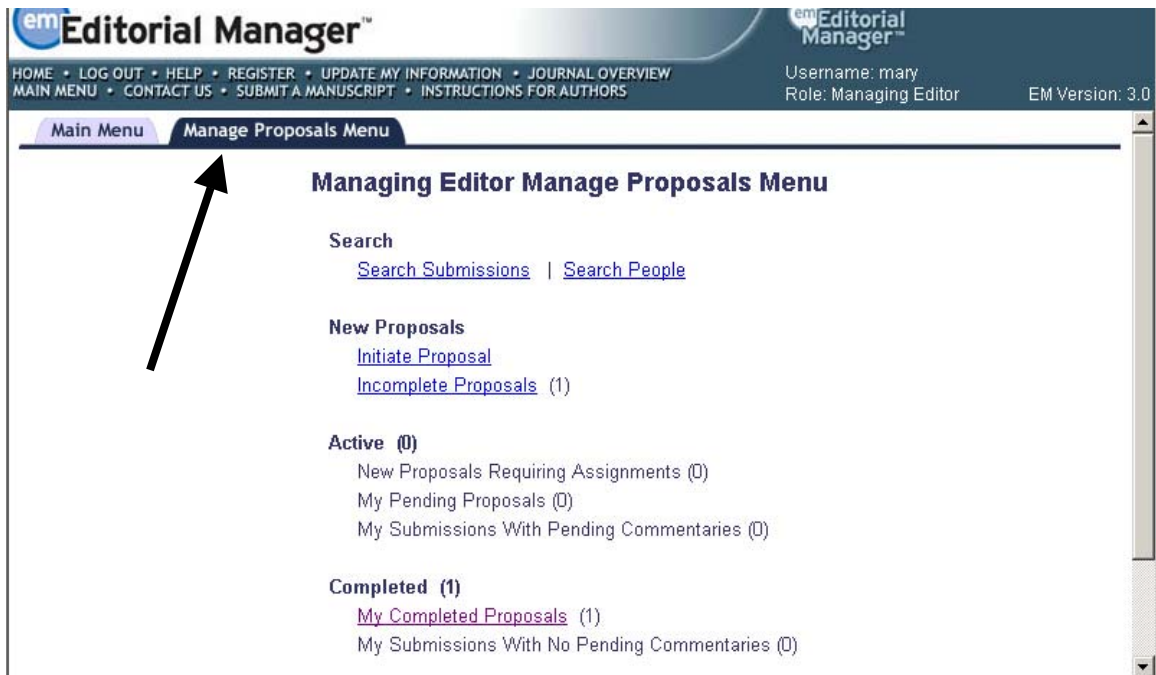 em Editorial Manager™
em Editorial Manager™
HOME • LOG OUT • HELP • REGISTER • UPDATE MY INFORMATION • JOURNAL OVERVIEW
MAIN MENU • CONTACT US • SUBMIT A MANUSCRIPT • INSTRUCTIONS FOR AUTHORS
Username: mary
Role: Managing Editor EM Version: 3.0
Main Menu Manage Proposals Menu
Managing Editor Manage Proposals Menu
Search
Search Submissions | Search People
New Proposals
Initiate Proposal
Incomplete Proposals (1)
Active (0)
New Proposals Requiring Assignments (0)
My Pending Proposals (0)
My Submissions With Pending Commentaries (0)
Completed (1)
My Completed Proposals (1)
My Submissions With No Pending Commentaries (0)